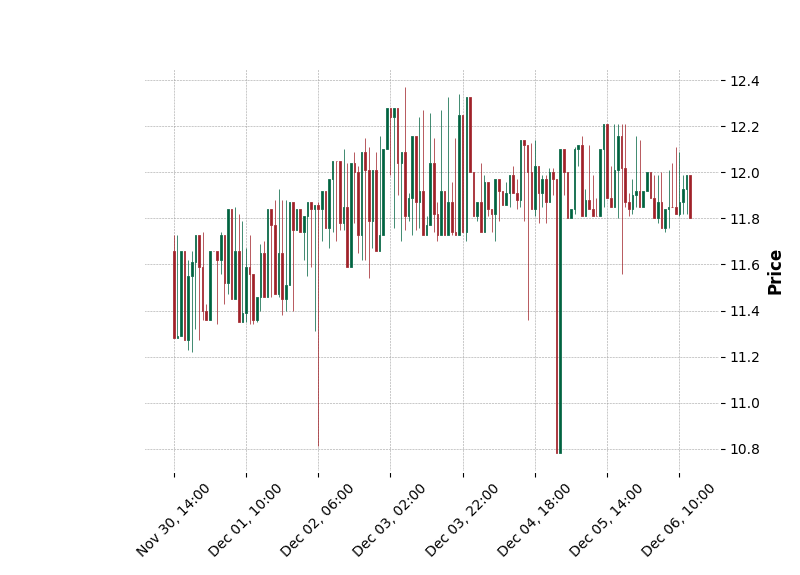 12.4
12.2
12.0
11.8
11.6
11.4
11.2
11.0
10.8
Price
Nov 30, 14:00
Dec 01, 10:00
Dec 02, 06:00
Dec 03, 02:00
Dec 03, 22:00
Dec 04, 18:00
Dec 05, 14:00
Dec 06, 10:00